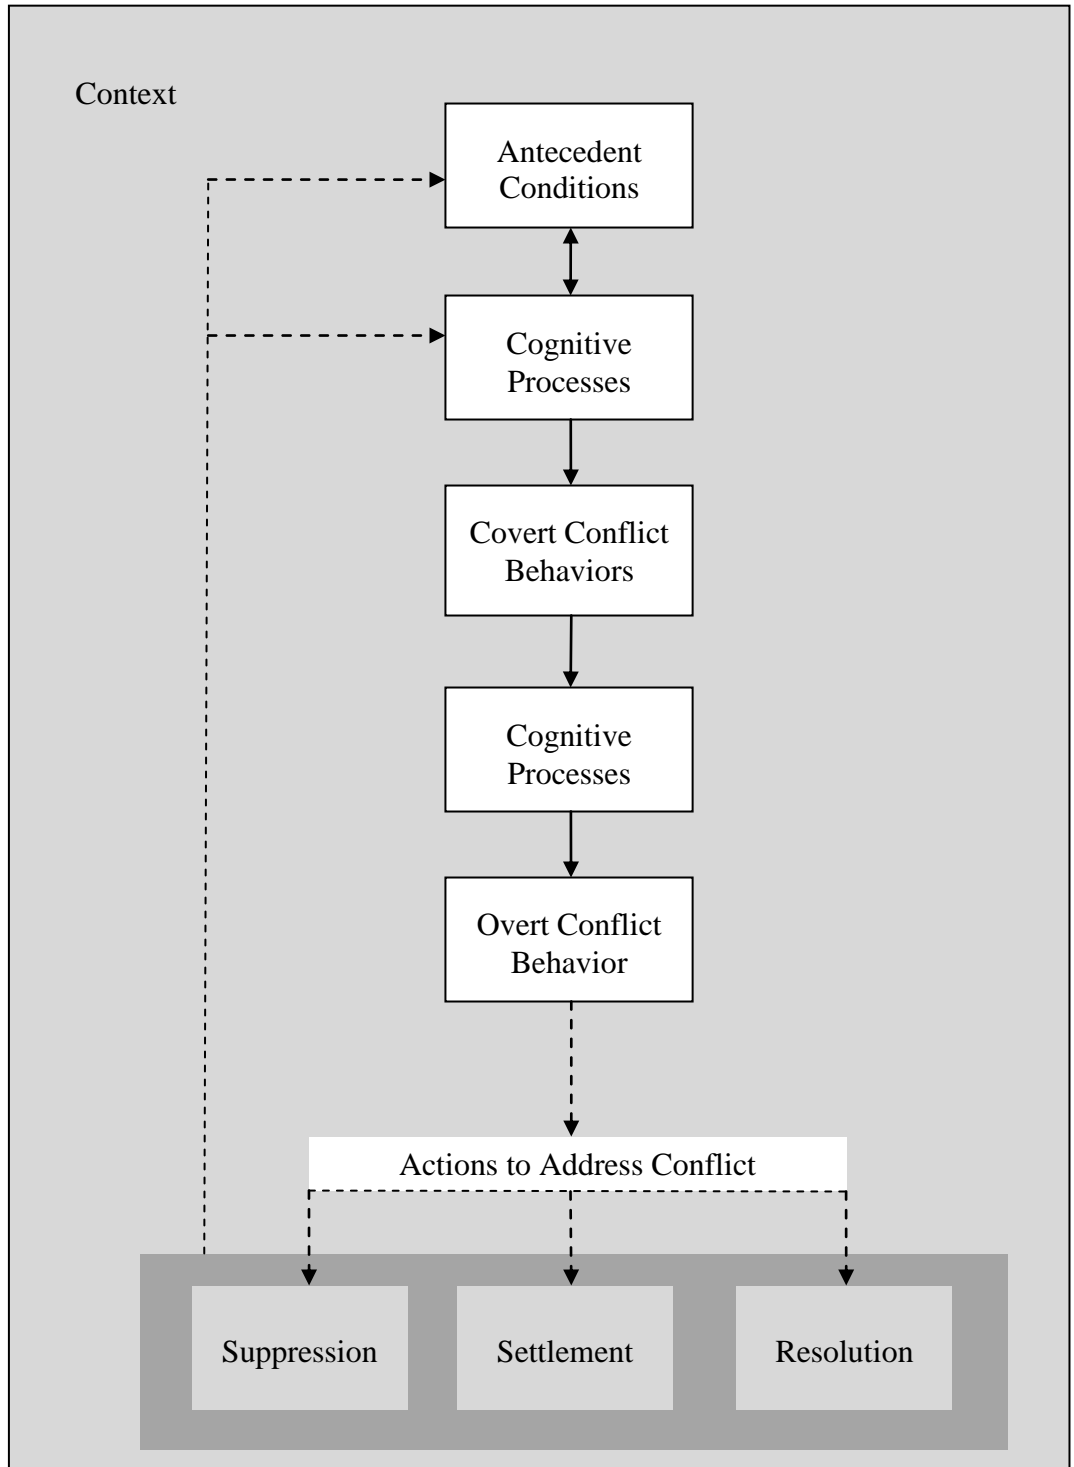 Context
Antecedent
Conditions
Cognitive
Processes
Covert Conflict
Behaviors
Cognitive
Processes
Overt Conflict
Behavior
Actions to Address Conflict
Suppression
Settlement
Resolution